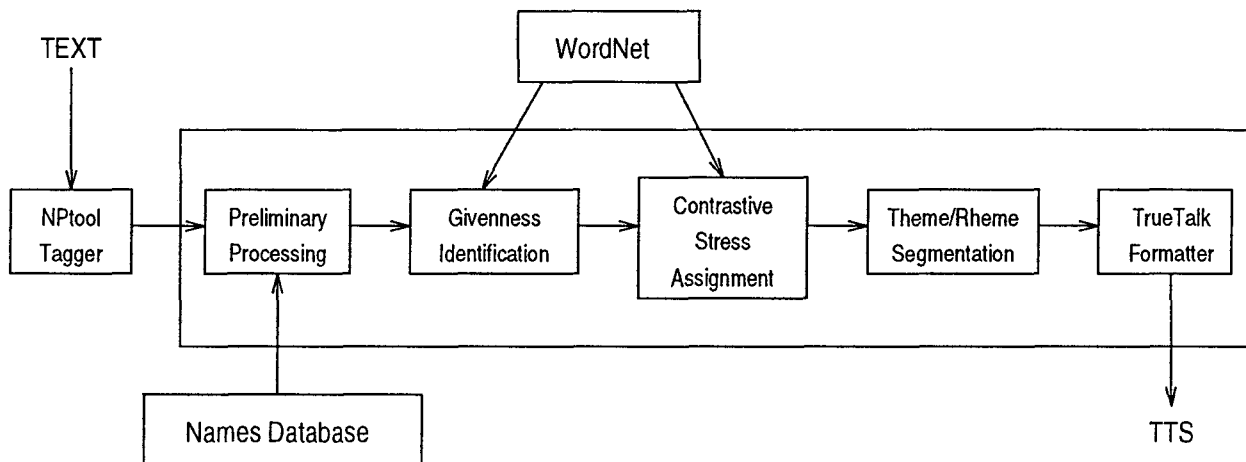 TEXT
WordNet
NPtool
Tagger
Preliminary
Processing
Givenness
Identification
Contrastive
Stress
Assignment
Theme/Rheme
Segmentation
TrueTalk
Formatter
Names Database
TTS